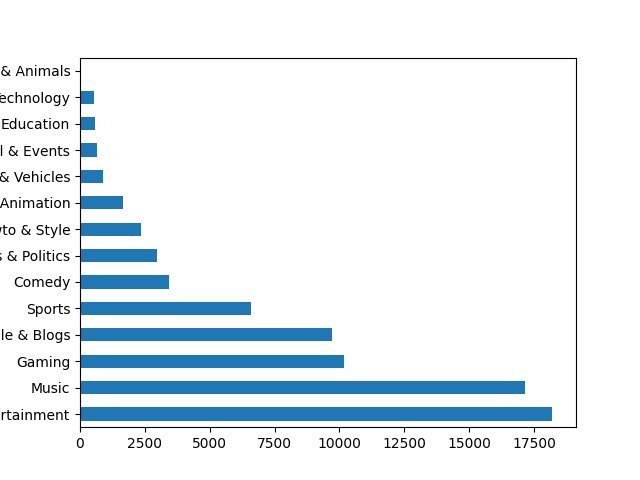 & Animals
Technology
Education
l & Events
& Vehicles
Animation
to & Style
s & Politics
Comedy
Sports
le & Blogs
Gaming
Music
rtainment
0 2500 5000 7500 10000 12500 15000 17500